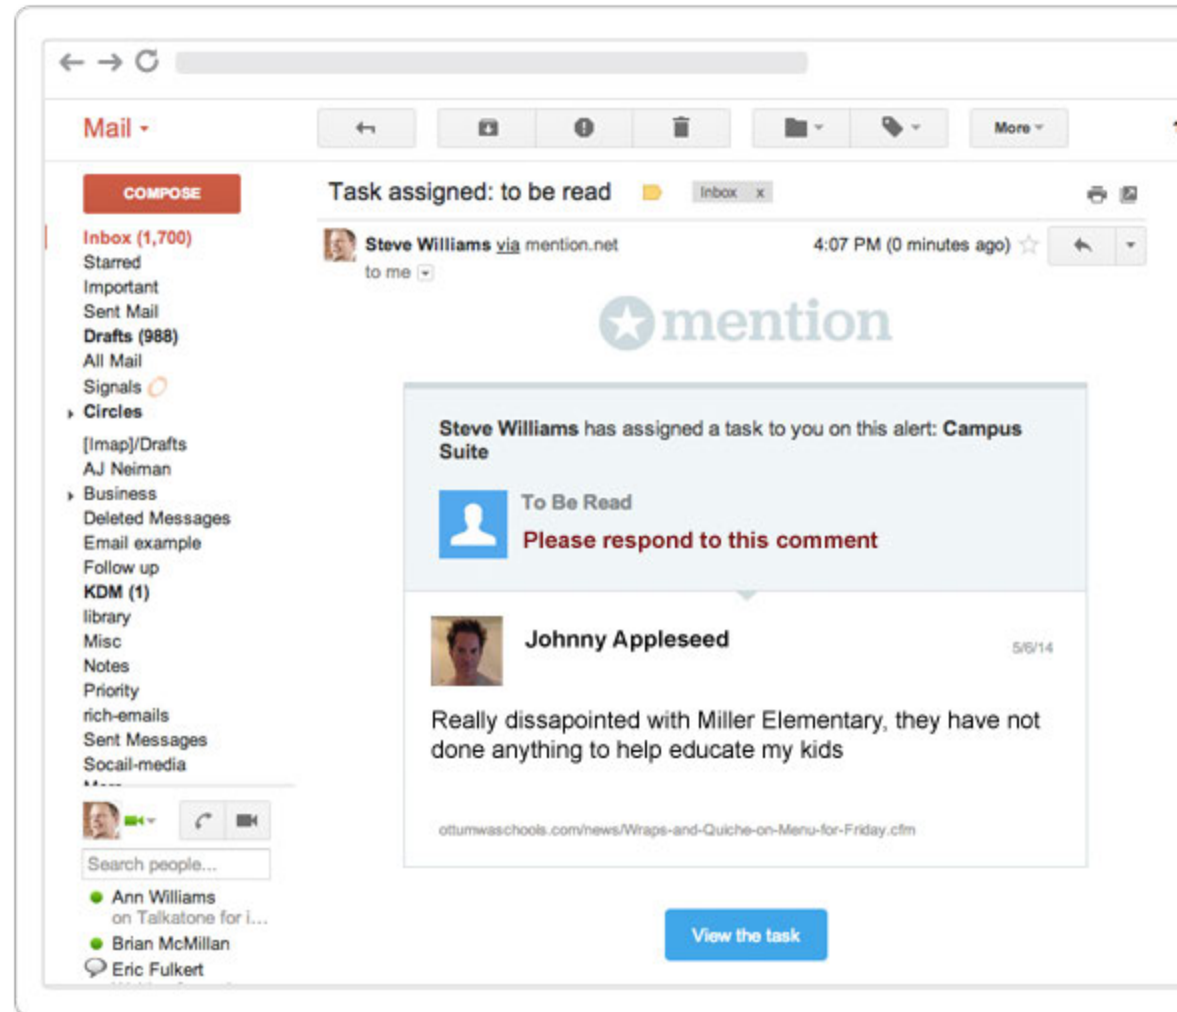 Mail
More
COMPOSE
Task assigned: to be read
Inbox x
Inbox (1,700)
Starred
Important
Sent Mail
Drafts (988)
All Mail
Signals
Circles
[Imap]/Drafts
AJ Neiman
Business
Deleted Messages
Email example
Follow up
KDM (1)
library
Misc
Notes
Priority
rich-emails
Sent Messages
Socail-media
Search people...
Ann Williams
on Talkatone for i...
Brian McMillan
Eric Fulkert
Steve Williams via mention.net
4:07 PM (0 minutes ago)
to me
mention
Steve Williams has assigned a task to you on this alert: Campus
Suite
To Be Read
Please respond to this comment
Johnny Appleseed
5/6/14
Really dissapointed with Miller Elementary, they have not
done anything to help educate my kids
ottumwaschools.com/news/Wraps-and-Quiche-on-Menu-for-Friday.cfm
View the task